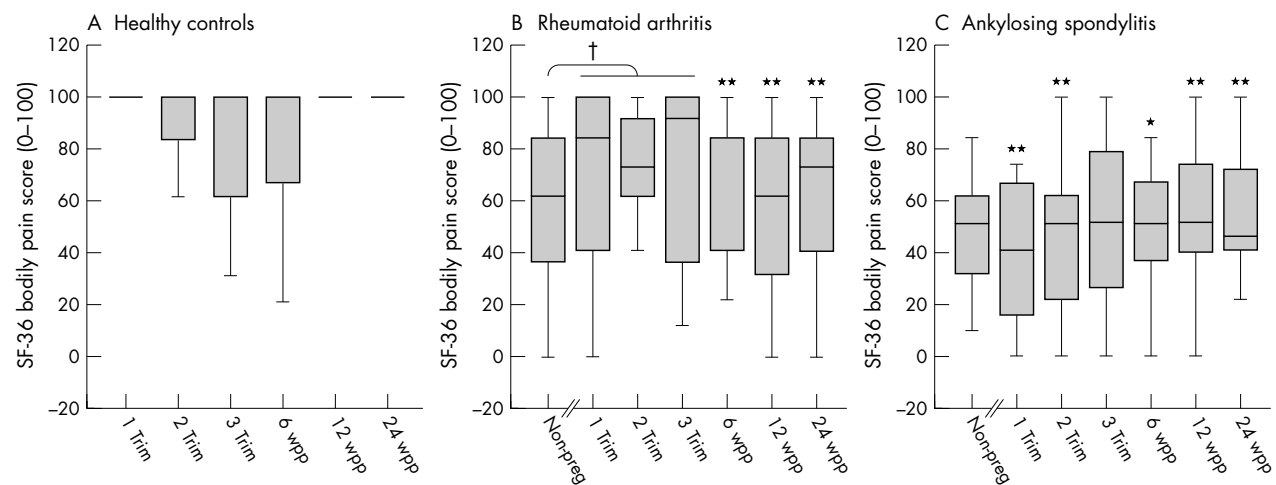 A Healthy controls
SF-36 bodily pain score (0–100)
120
100
80
60
40
20
0
–20
1 Trim
2 Trim
3 Trim
6 wpp
12 wpp
24 wpp
B Rheumatoid arthritis
SF-36 bodily pain score (0–100)
120
100
80
60
40
20
0
–20
†
★★
★★
★★
Non-preg
1 Trim
2 Trim
3 Trim
6 wpp
12 wpp
24 wpp
C Ankylosing spondylitis
SF-36 bodily pain score (0–100)
120
100
80
60
40
20
0
–20
★★
★★
★
★★
★★
Non-preg
1 Trim
2 Trim
3 Trim
6 wpp
12 wpp
24 wpp